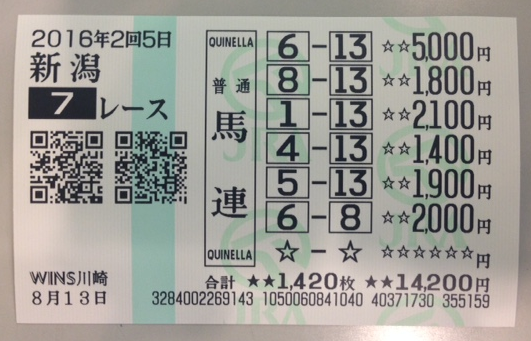 2016年2回5日
新潟
7レース
WINS川崎
8月13日
QUINELLA
普通
馬連
QUINELLA
6-13 ☆☆5,000円
8-13 ☆☆1,800円
1-13 ☆☆2,100円
4-13 ☆☆1,400円
5-13 ☆☆1,900円
6-8 ☆☆2,000円
☆-☆ ☆☆☆☆☆☆円
合計 ★★1,420枚 ★★14,200円
3284002269143 1050060841040 40371730 355159
JRA